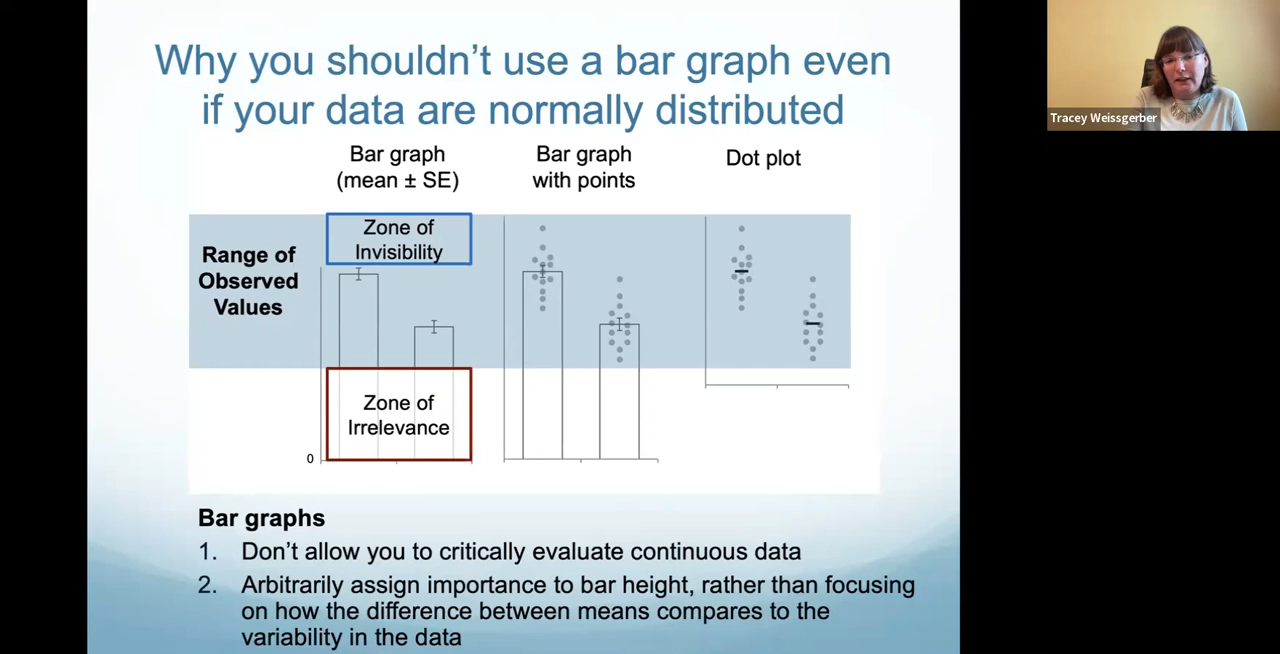 Why you shouldn't use a bar graph even
if your data are normally distributed
Bar graph
(mean ± SE)
Bar graph
with points
Dot plot
Zone of
Invisibility
Range of
Observed
Values
Zone of
Irrelevance
0
Bar graphs
1. Don't allow you to critically evaluate continuous data
2. Arbitrarily assign importance to bar height, rather than focusing
on how the difference between means compares to the
variability in the data
Tracey Weissgerber